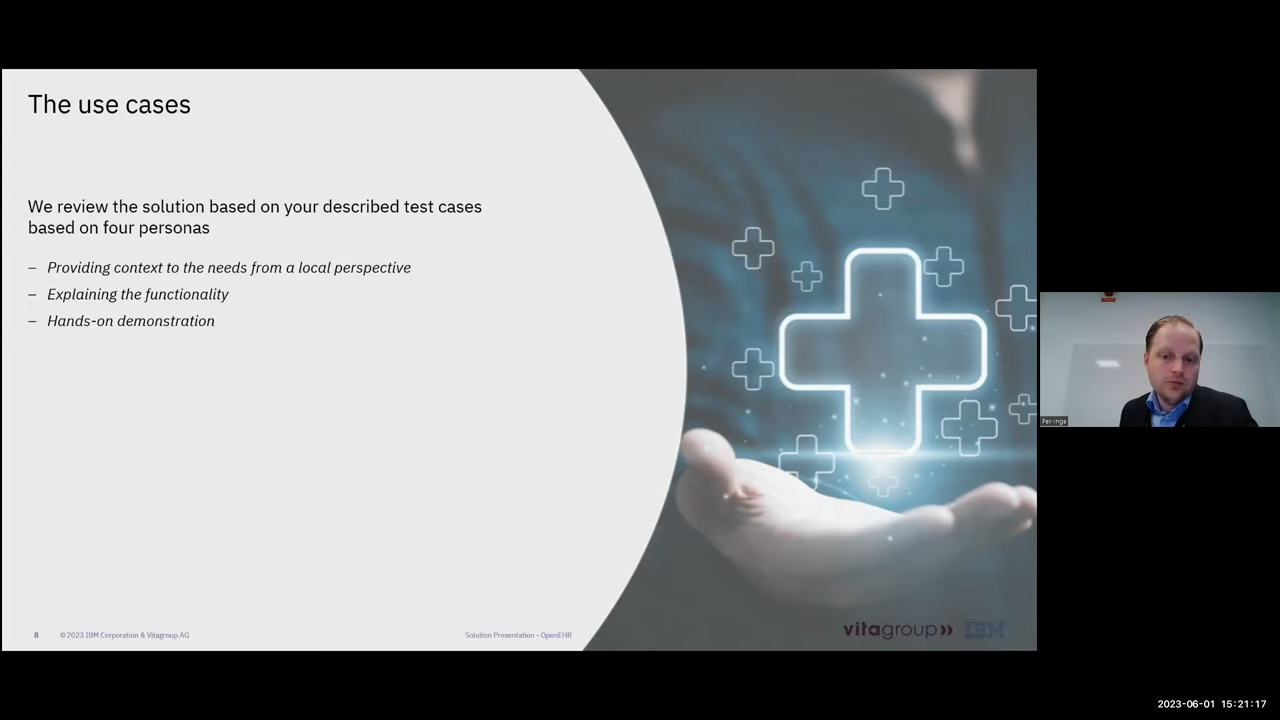 The use cases
We review the solution based on your described test cases
based on four personas
– Providing context to the needs from a local perspective
– Explaining the functionality
– Hands-on demonstration
8 ©2023 IBM Corporation & Vitagroup AG Solution Presentation - OpenEHR
vitagroup IBM
Per-Inge
2023-06-01 15:21:17